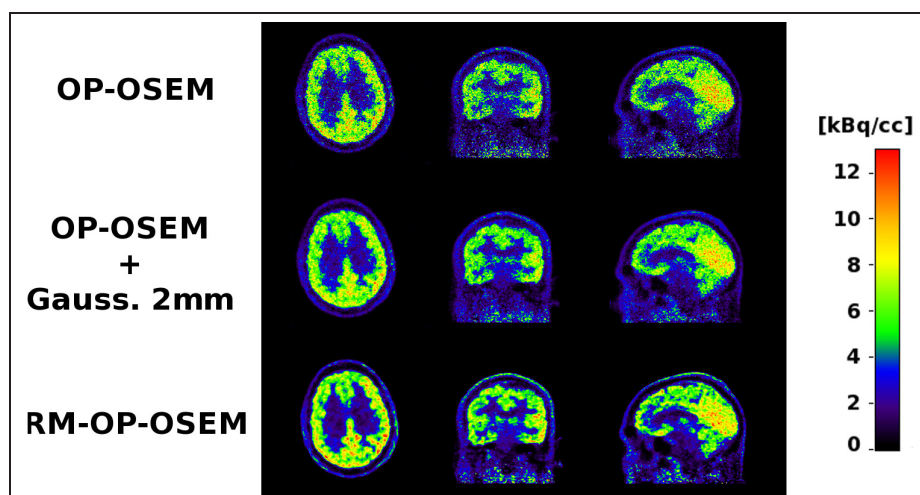 OP-OSEM
OP-OSEM
+
Gauss. 2mm
RM-OP-OSEM
[kBq/cc]
12
10
8
6
4
2
0